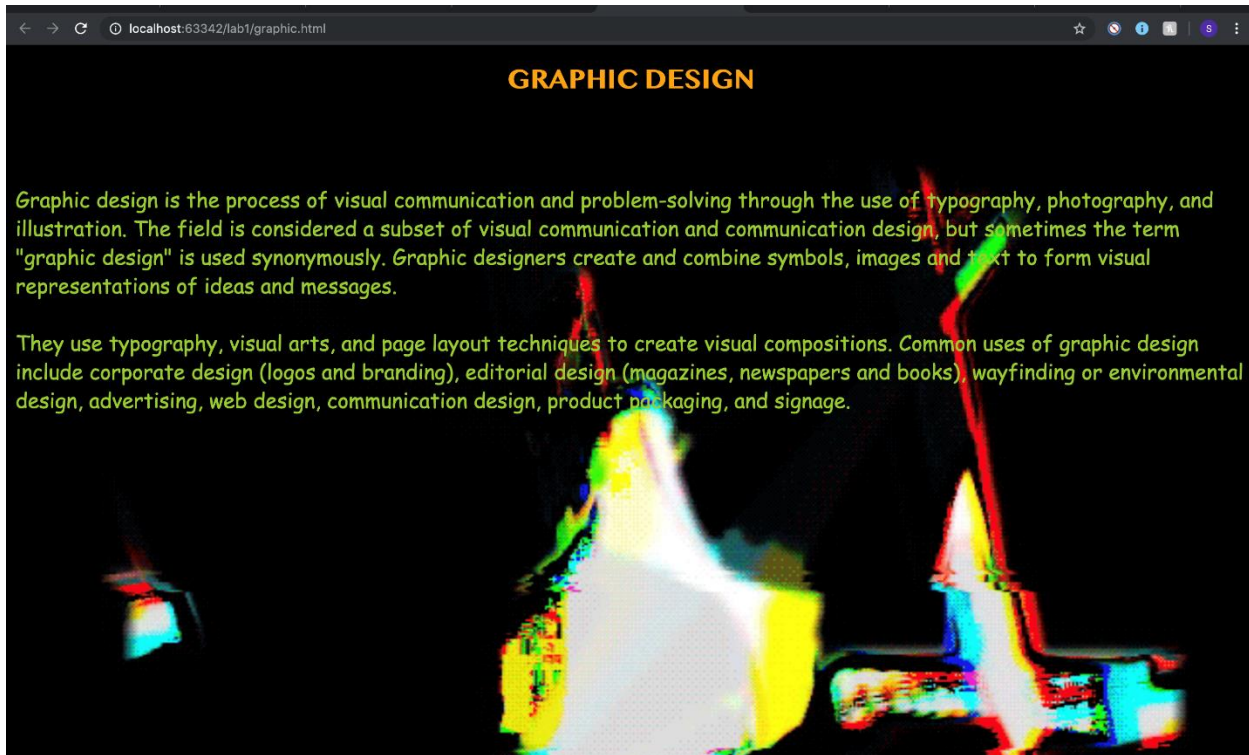 localhost:63342/lab1/graphic.html
S
GRAPHIC DESIGN
Graphic design is the process of visual communication and problem-solving through the use of typography, photography, and
illustration. The field is considered a subset of visual communication and communication design, but sometimes the term
"graphic design" is used synonymously. Graphic designers create and combine symbols, images and text to form visual
representations of ideas and messages.
They use typography, visual arts, and page layout techniques to create visual compositions. Common uses of graphic design
include corporate design (logos and branding), editorial design (magazines, newspapers and books), wayfinding or environmental
design, advertising, web design, communication design, product packaging, and signage.